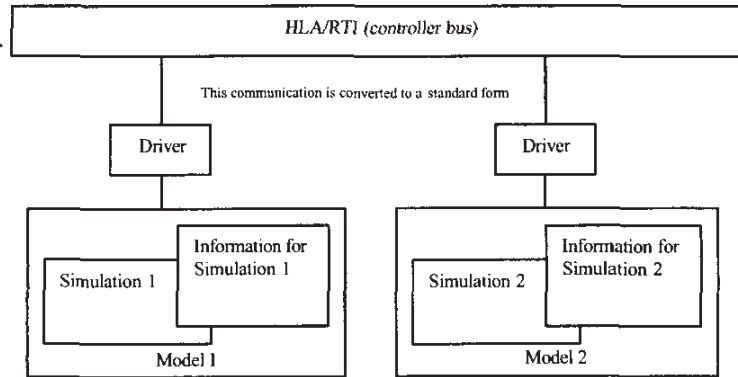 HLA/RTI (controller bus)
This communication is converted to a standard form
Driver
Driver
Information for
Simulation 1
Simulation 1
Model 1
Information for
Simulation 2
Simulation 2
Model 2